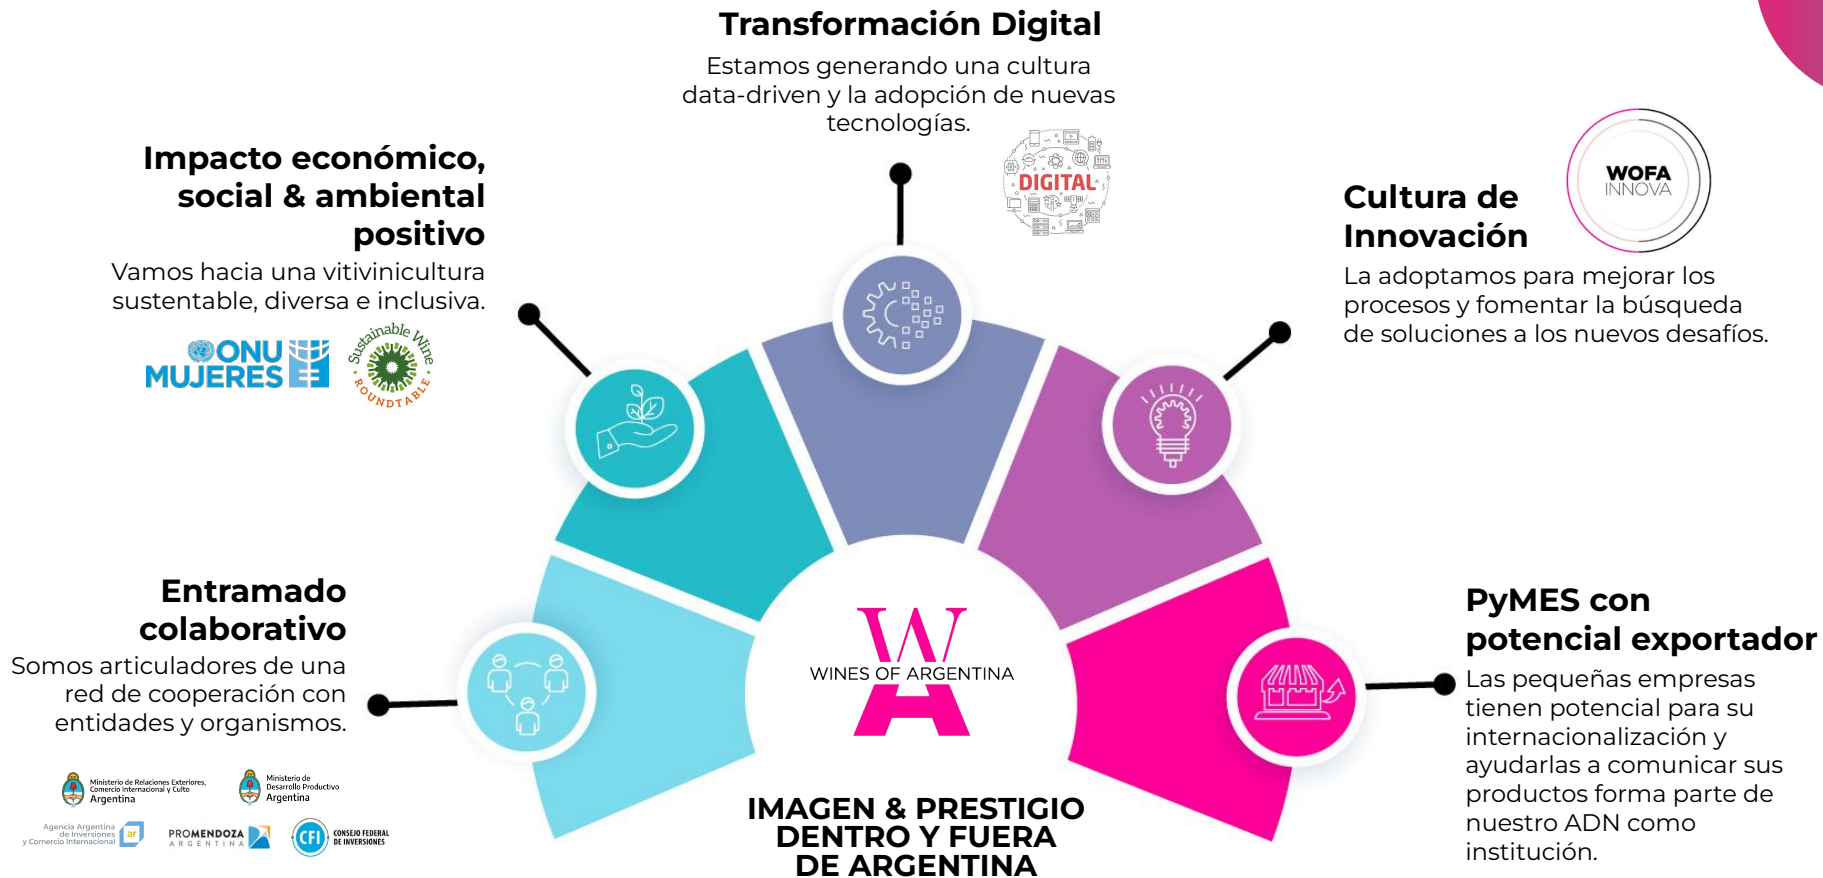 Transformación Digital
Estamos generando una cultura
data-driven y la adopción de nuevas
tecnologías.
DIGITAL
Impacto económico,
social & ambiental
positivo
Vamos hacia una vitivinicultura
sustentable, diversa e inclusiva.
ONU
MUJERES
Sustainable Wine
ROUNDTABLE
WOFA
INNOVA
Cultura de
Innovación
La adoptamos para mejorar los
procesos y fomentar la búsqueda
de soluciones a los nuevos desafíos.
Entramado
colaborativo
Somos articuladores de una
red de cooperación con
entidades y organismos.
Ministerio de Relaciones Exteriores,
Comercio Internacional y Culto
Argentina
Ministerio de
Desarrollo Productivo
Argentina
Agencia Argentina
de Inversiones
y Comercio Internacional
ar
PROMENDOZA
ARGENTINA
CFI
CONSEJO FEDERAL
DE INVERSIONES
WA
WINES OF ARGENTINA
IMAGEN & PRESTIGIO
DENTRO Y FUERA
DE ARGENTINA
PyMES con
potencial exportador
Las pequeñas empresas
tienen potencial para su
internacionalización y
ayudarlas a comunicar sus
productos forma parte de
nuestro ADN como
institución.